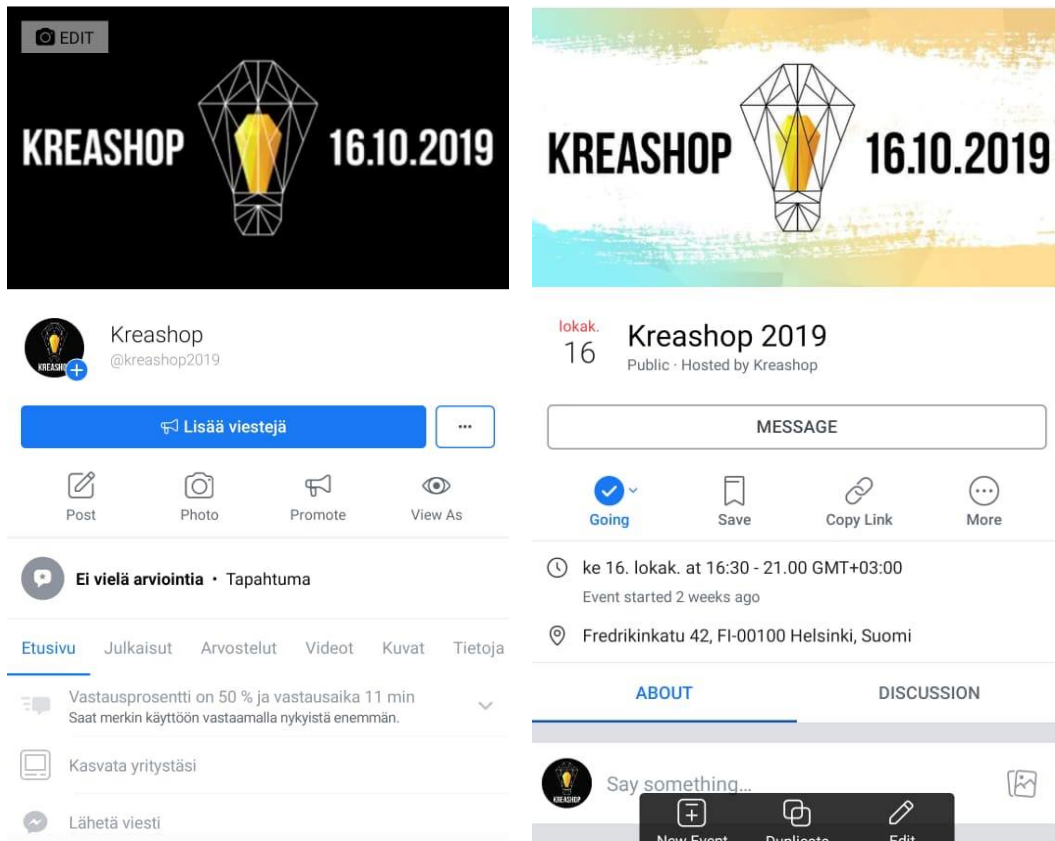 EDIT
KREASHOP 16.10.2019
KREASHOP
Kreashop
@kreashop2019
Lisää viestejä
Post Photo Promote View As
Ei vielä arviointia · Tapahtuma
Etusivu Julkaisut Arvostelut Videot Kuvat Tietoja
Vastausprosentti on 50 % ja vastausaika 11 min
Saat merkin käyttöön vastaamalla nykyistä enemmän.
Kasvata yritystäsi
Lähetä viesti
KREASHOP 16.10.2019
lokak.
16
Kreashop 2019
Public · Hosted by Kreashop
MESSAGE
Going Save Copy Link More
ke 16. lokak. at 16:30 - 21.00 GMT+03:00
Event started 2 weeks ago
Fredrikinkatu 42, FI-00100 Helsinki, Suomi
ABOUT DISCUSSION
KREASHOP
Say something...
New Event Duplicate Edit